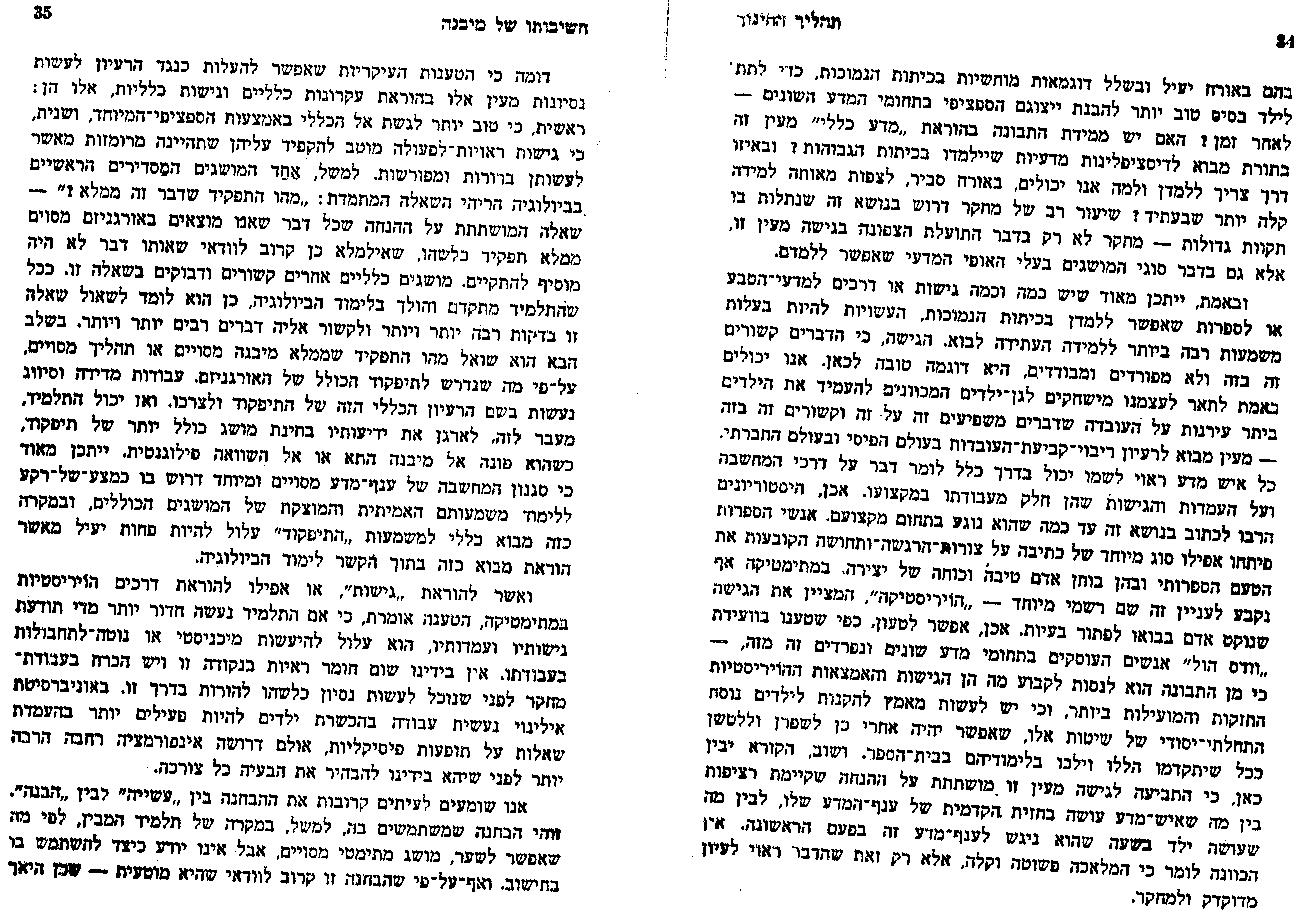 תהליך החינוך
34
בהם באורח יעיל ובשלל דוגמאות מוחשיות בכיתות הנמוכות, כדי לתת
לילד בסיס טוב יותר להבנת ייצוגם הספציפי בתחומי המדע השונים —
לאחר זמן? האם יש ממידת התבונה בהוראת „מדע כללי” מעין זה
בתורת מבוא לדיסציפלינות מדעיות שיילמדו בכיתות הגבוהות? ובאיזו
דרך צריך ללמדן ולמה אנו יכולים, באורח סביר, לצפות מאותה למידה
קלה יותר שבעתיד? שיעור רב של מחקר דרוש בנושא זה שנתלות בו
תקוות גדולות — מחקר לא רק בדבר התועלת הצפונה בגישה מעין זו,
אלא גם בדבר סוגי המושגים בעלי האופי המדעי שאפשר ללמדם.
ובאמת, ייתכן מאוד שיש כמה וכמה גישות או דרכים למדעי־הטבע
או לספרות שאפשר ללמדן בכיתות הנמוכות, העשויות להיות בעלות
משמעות רבה ביותר ללמידה העתידה לבוא. הגישה, כי הדברים קשורים
זה בזה ולא מפורדים ומבודדים, היא דוגמה טובה לכאן. אנו יכולים
באמת לתאר לעצמנו מישחקים לגן־ילדים המכוונים להעמיד את הילדים
ביתר עירנות על העובדה שדברים משפיעים זה על זה וקשורים זה בזה
— מעין מבוא לרעיון ריבוי־קביעת־העובדות בעולם הפיסי ובעולם החברתי.
כל איש מדע ראוי לשמו יכול בדרך כלל לומר דבר על דרכי המחשבה
ועל העמדות והגישות שהן חלק מעבודתו במקצועו. אכן, היסטוריונים
הרבו לכתוב בנושא זה עד כמה שהוא נוגע בתחום מקצועם. אנשי הספרות
פיתחו אפילו סוג מיוחד של כתיבה על צורות־הרגשה־ותחושה הקובעות את
הטעם הספרותי ובהן בוחן אדם טיבה וכוחה של יצירה. במתימטיקה אף
נקבע לעניין זה שם רשמי מיוחד — „הויריסטיקה”, המציין את הגישה
שנוקט אדם בבואו לפתור בעיות. אכן, אפשר לטעון, כפי שטענו בוועידת
„וודס הול” אנשים העוסקים בתחומי מדע שונים ונפרדים זה מזה, —
כי מן התבונה הוא לנסות לקבוע מה הן הגישות והאמצאות ההויריסטיות
החזקות והמועילות ביותר, וכי יש לעשות מאמץ להקנות לילדים נוסח
התחלתי־יסודי של שיטות אלו, שאפשר יהיה אחרי כן לשפרן וללטשן
ככל שיתקדמו הללו וילכו בלימודיהם בבית־הספר. ושוב, הקורא יבין
כאן, כי התביעה לגישה מעין זו מושתתת על ההנחה שקיימת רציפות
בין מה שאיש־מדע עושה בחזית הקדמית של ענף־המדע שלו, לבין מה
שעושה ילד בשעה שהוא ניגש לענף־מדע זה בפעם הראשונה. אין
הכוונה לומר כי המלאכה פשוטה וקלה, אלא רק זאת שהדבר ראוי לעיון
מדוקדק ולמחקר.
חשיבותו של מיבנה
35
דומה כי הטענות העיקריות שאפשר להעלות כנגד הרעיון לעשות
נסיונות מעין אלו בהוראת עקרונות כלליים וגישות כלליות, אלו הן:
ראשית, כי טוב יותר לגשת אל הכללי באמצעות הספציפי־המיוחד, ושנית,
כי גישות ראויות־לפעולה מוטב להקפיד עליהן שתהיינה מרומזות מאשר
לעשותן ברורות ומפורשות. למשל, אַחַד המושגים המַסדירים הראשיים
בביולוגיה הריהי השאלה המתמדת: „מהו התפקיד שדבר זה ממלא?” —
שאלה המושתתת על ההנחה שכל דבר שאנו מוצאים באורגניזם מסוים
ממלא תפקיד כלשהו, שאילמלא כן קרוב לוודאי שאותו דבר לא היה
מוסיף להתקיים. מושגים כלליים אחרים קשורים ודבוקים בשאלה זו. ככל
שהתלמיד מתקדם והולך בלימוד הביולוגיה, כן הוא לומד לשאול שאלה
זו בדקות רבה יותר ויותר ולקשור אליה דברים רבים יותר ויותר. בשלב
הבא הוא שואל מהו התפקיד שממלא מיבנה מסויים או תהליך מסויים,
על־פי מה שנדרש לתיפקוד הכולל של האורגניזם. עבודות מדידה וסיווג
נעשות בשם הרעיון הכללי הזה של התיפקוד ולצרכו. ואז יכול התלמיד,
מעבר לזה, לארגן את ידיעותיו בחינת מושג כולל יותר של תיפקוד,
כשהוא פונה אל מיבנה התא או אל השוואה פילוגנטית. ייתכן מאוד
כי סגנון המחשבה של ענף־מדע מסויים ומיוחד דרוש בו כמצע־של־רקע
ללימוד משמעותם האמיתית והמוצקת של המושגים הכוללים, ובמקרה
כזה מבוא כללי למשמעות „התיפקוד” עלול להיות פחות יעיל מאשר
הוראת מבוא כזה בתוך הקשר לימוד הביולוגיה.
ואשר להוראת „גישות”, או אפילו להוראת דרכים הויריסטיות
במתימטיקה, הטענה אומרת, כי אם התלמיד נעשה חדור יותר מדי תודעת
גישותיו ועמדותיו, הוא עלול להיעשות מיכניסטי או נוטה־לתחבולות
בעבודתו. אין בידינו שום חומר ראיות בנקודה זו ויש הכרח בעבודת־
מחקר לפני שנוכל לעשות נסיון כלשהו להורות בדרך זו. באוניברסיטת
אילינוי נעשית עבודה בהכשרת ילדים להיות פעילים יותר בהעמדת
שאלות על תופעות פיסיקליות, אולם דרושה אינפורמציה רחבה הרבה
יותר לפני שיהא בידינו להבהיר את הבעיה כל צורכה.
אנו שומעים לעיתים קרובות את ההבחנה בין „עשייה” לבין „הבנה”.
זוהי הבחנה שמשתמשים בה, למשל, במקרה של תלמיד המבין, לפי מה
שאפשר לשער, מושג מתימטי מסויים, אבל אינו יודע כיצד להשתמש בו
בחישוב. ואף־על־פי שהבחנה זו קרוב לוודאי שהיא מוטעית — שכן היאך